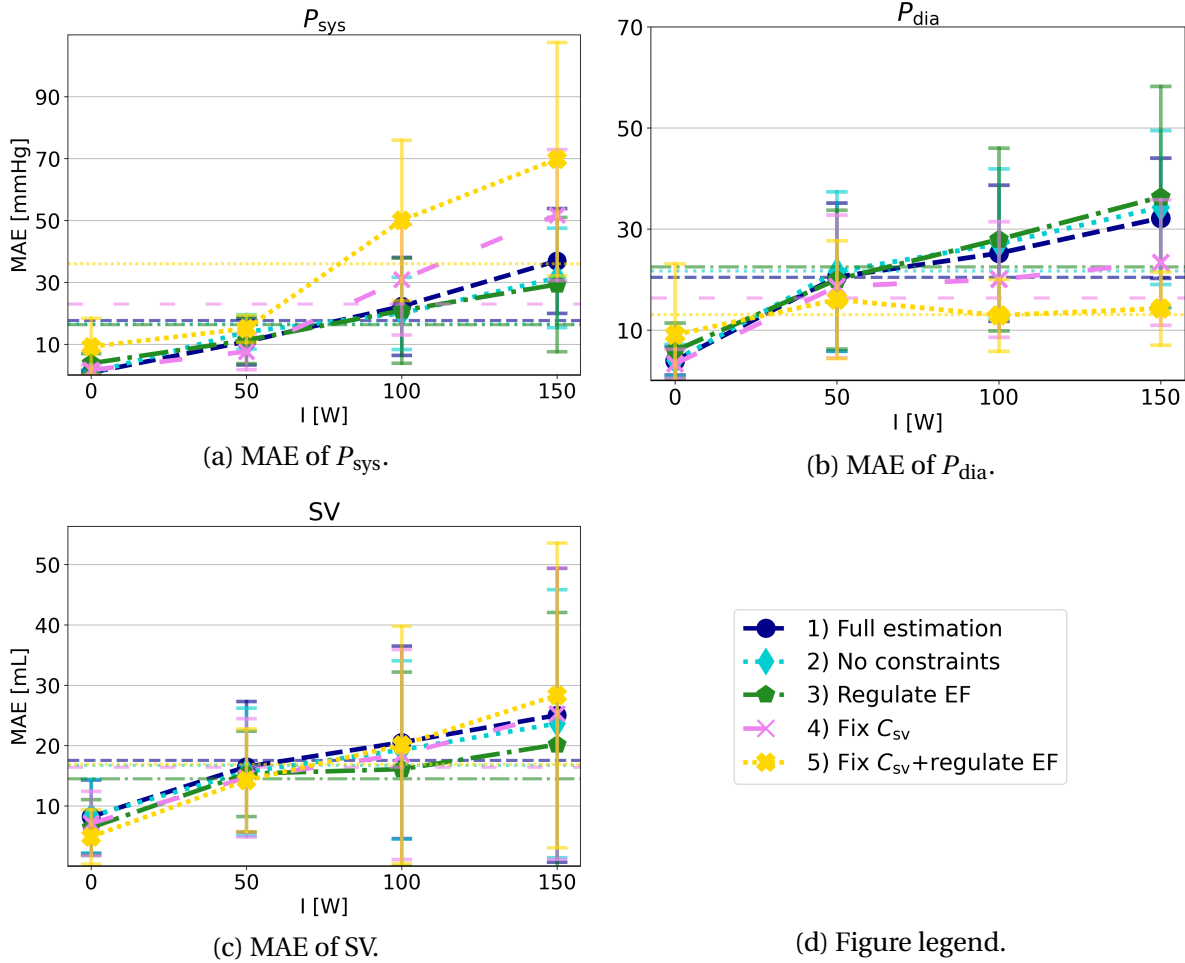 P_sys
MAE [mmHg]
90
70
50
30
10
0 50 100 150
I [W]
(a) MAE of P_sys.
P_dia
70
50
30
10
0 50 100 150
I [W]
(b) MAE of P_dia.
SV
MAE [mL]
50
40
30
20
10
0 50 100 150
I [W]
(c) MAE of SV.
1) Full estimation
2) No constraints
3) Regulate EF
4) Fix C_sv
5) Fix C_sv+regulate EF
(d) Figure legend.